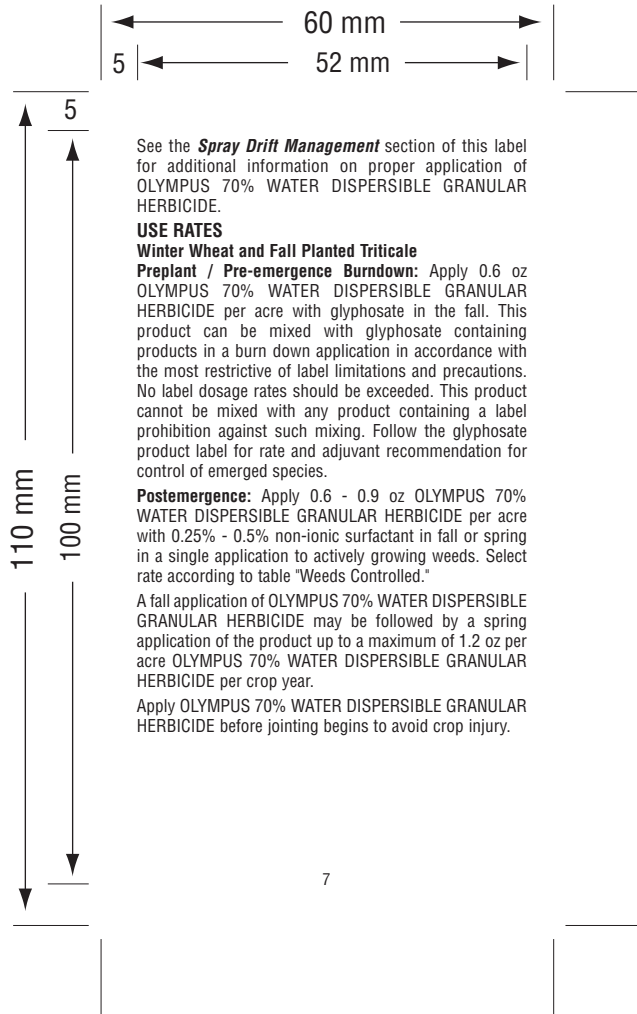 60 mm
5 52 mm
5
110 mm
100 mm
See the Spray Drift Management section of this label
for additional information on proper application of
OLYMPUS 70% WATER DISPERSIBLE GRANULAR
HERBICIDE.
USE RATES
Winter Wheat and Fall Planted Triticale
Preplant / Pre-emergence Burndown: Apply 0.6 oz
OLYMPUS 70% WATER DISPERSIBLE GRANULAR
HERBICIDE per acre with glyphosate in the fall. This
product can be mixed with glyphosate containing
products in a burn down application in accordance with
the most restrictive of label limitations and precautions.
No label dosage rates should be exceeded. This product
cannot be mixed with any product containing a label
prohibition against such mixing. Follow the glyphosate
product label for rate and adjuvant recommendation for
control of emerged species.
Postemergence: Apply 0.6 - 0.9 oz OLYMPUS 70%
WATER DISPERSIBLE GRANULAR HERBICIDE per acre
with 0.25% - 0.5% non-ionic surfactant in fall or spring
in a single application to actively growing weeds. Select
rate according to table "Weeds Controlled."
A fall application of OLYMPUS 70% WATER DISPERSIBLE
GRANULAR HERBICIDE may be followed by a spring
application of the product up to a maximum of 1.2 oz per
acre OLYMPUS 70% WATER DISPERSIBLE GRANULAR
HERBICIDE per crop year.
Apply OLYMPUS 70% WATER DISPERSIBLE GRANULAR
HERBICIDE before jointing begins to avoid crop injury.
7